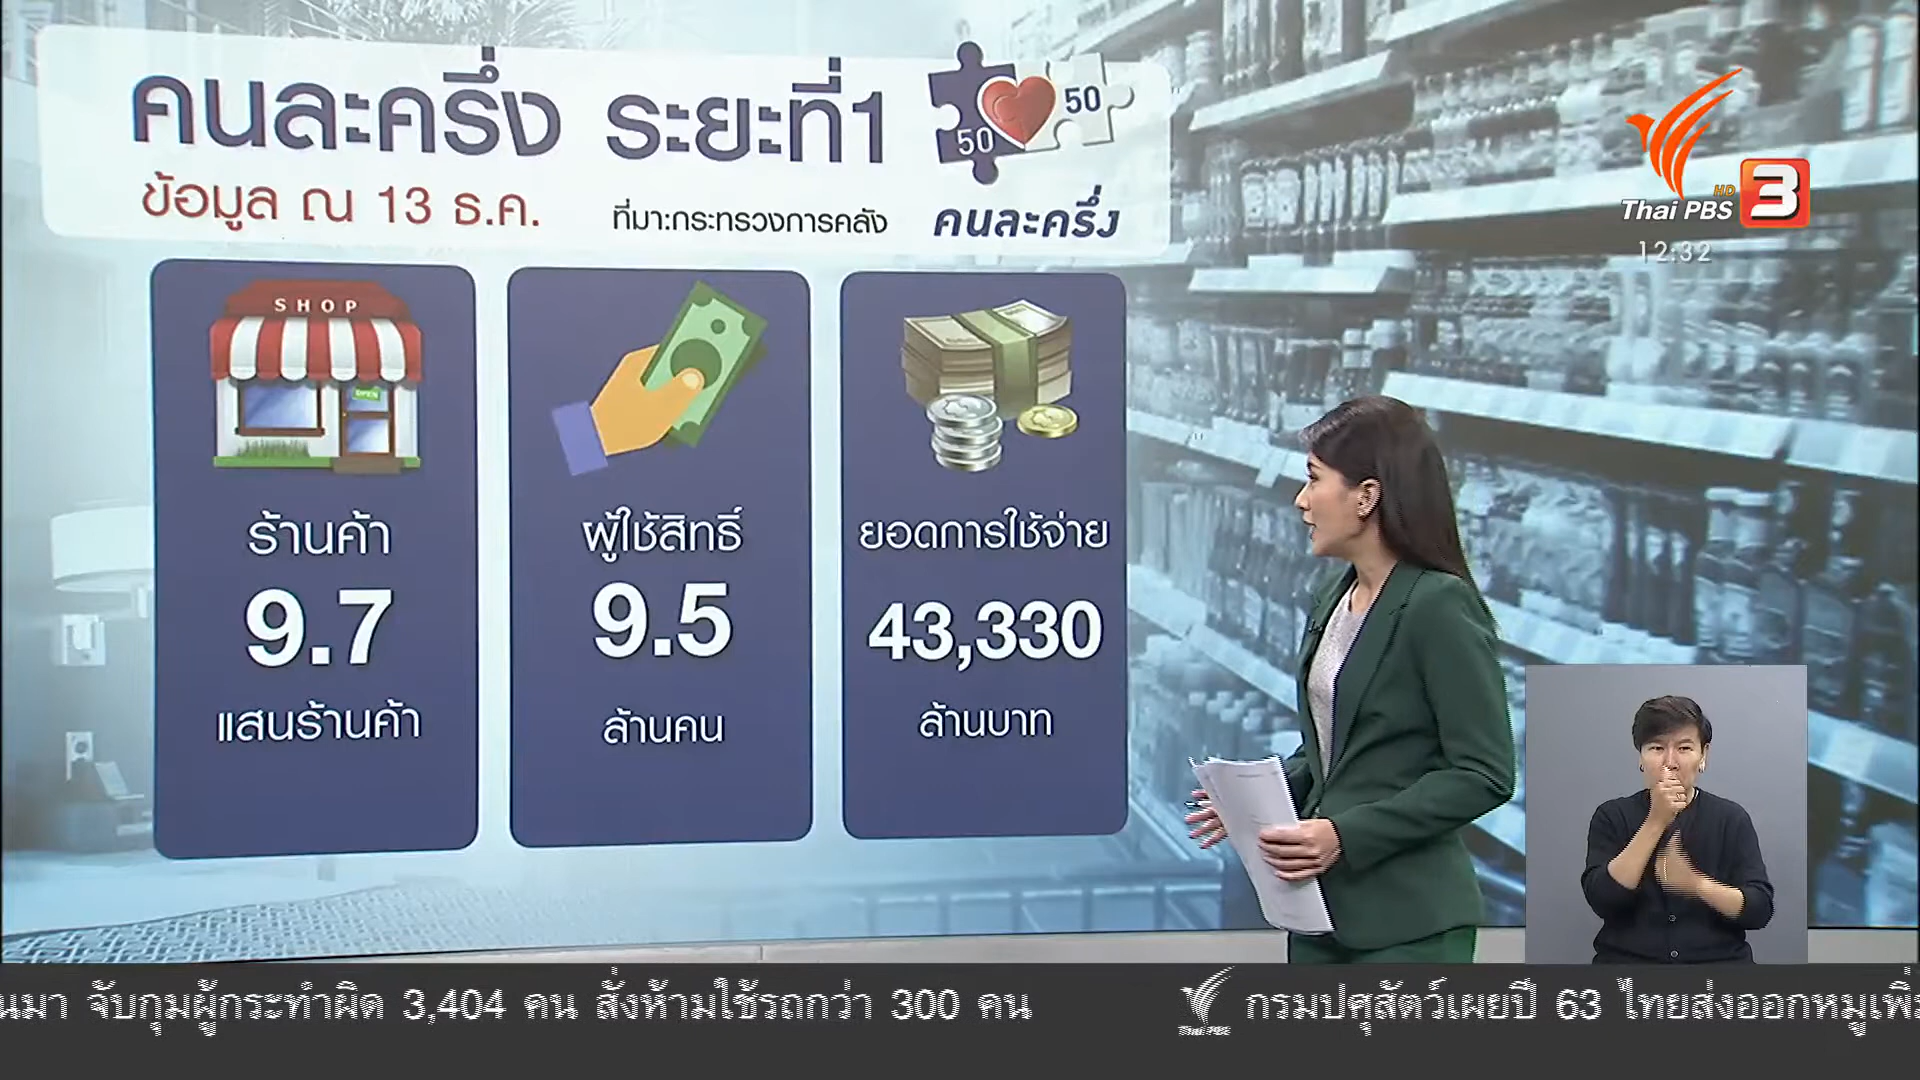 คนละครึ่ง ระยะที่1
50
50
ข้อมูล ณ 13 ธ.ค.
ที่มา:กระทรวงการคลัง
คนละครึ่ง
Thai PBS
HD
3
12:32
SHOP
OPEN
ร้านค้า
9.7
แสนร้านค้า
ผู้ใช้สิทธิ์
9.5
ล้านคน
ยอดการใช้จ่าย
43,330
ล้านบาท
นมา จับกุมผู้กระทำผิด 3,404 คน สั่งห้ามใช้รถกว่า 300 คน
Thai PBS
กรมปศุสัตว์เผยปี 63 ไทยส่งออกหมูเพิ่